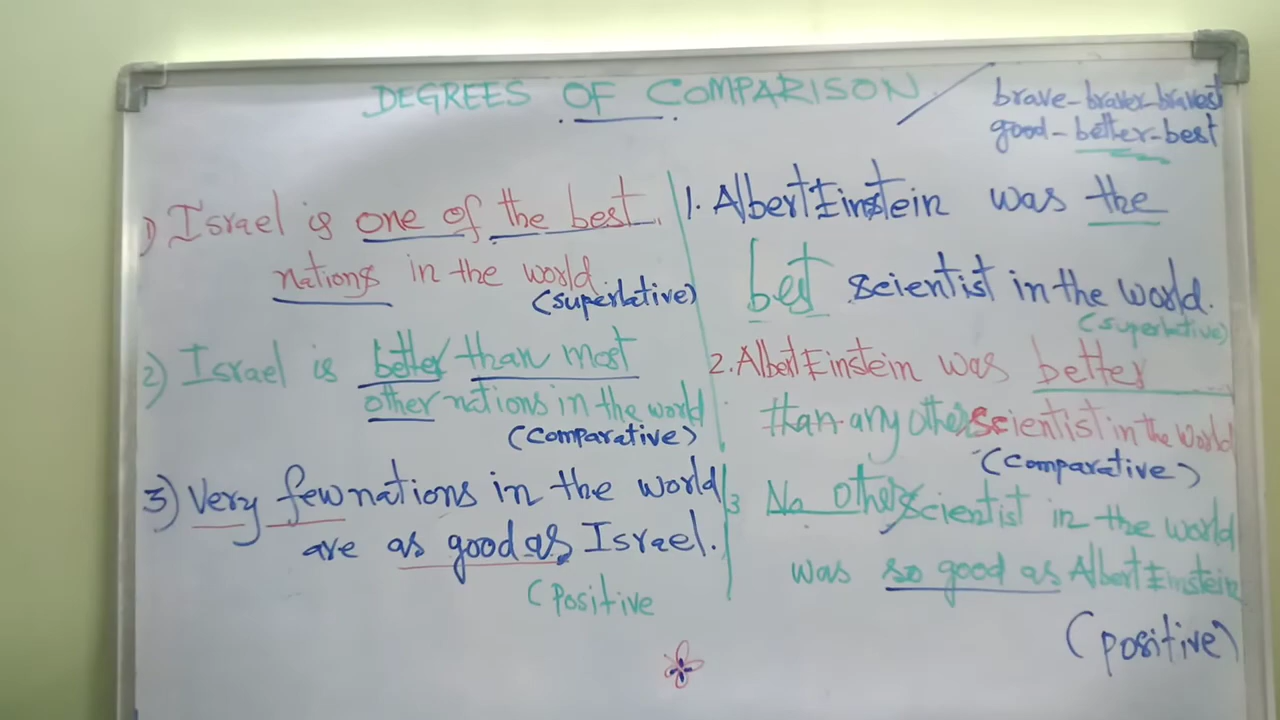 DEGREES OF COMPARISON
brave-braver-bravest
good-better-best
1) Israel is one of the best
nations in the world.
(superlative)
2) Israel is better than most
other nations in the world
(comparative)
3) Very few nations in the world
are as good as Israel.
(Positive
1. Albert Einstein was the
best scientist in the world.
(superlative)
2. Albert Einstein was better
than any other scientist in the world
(comparative)
3 No other scientist in the world
was so good as Albert Einstein
(positive)